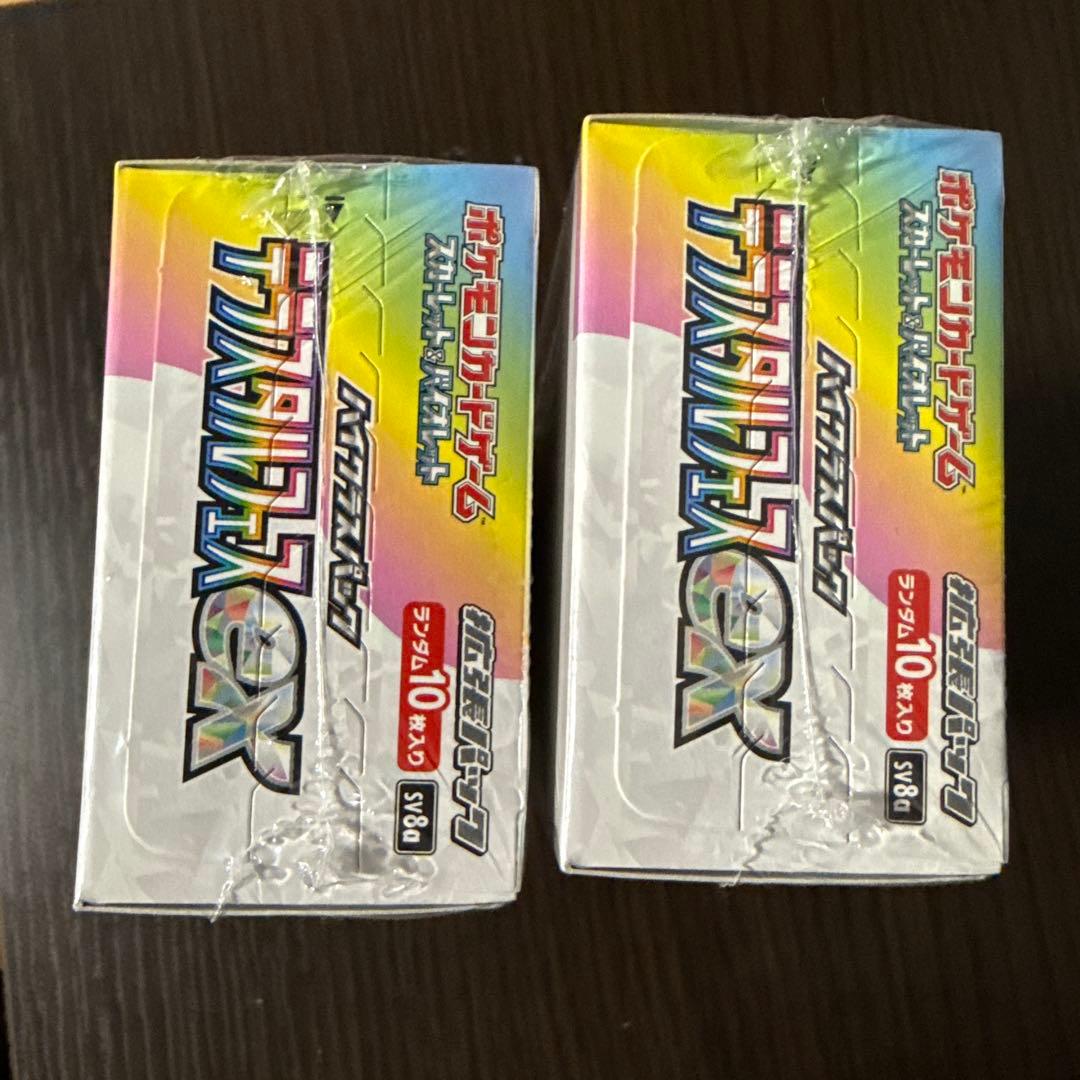 ポケモンカードゲーム™
スカーレット&バイオレット
拡張パック
ハイクラスパック
ランダム10枚入り
sv8a
テラスタルフェスex
テラスタルフェスex
ポケモンカードゲーム™
スカーレット&バイオレット
拡張パック
ハイクラスパック
ランダム10枚入り
sv8a